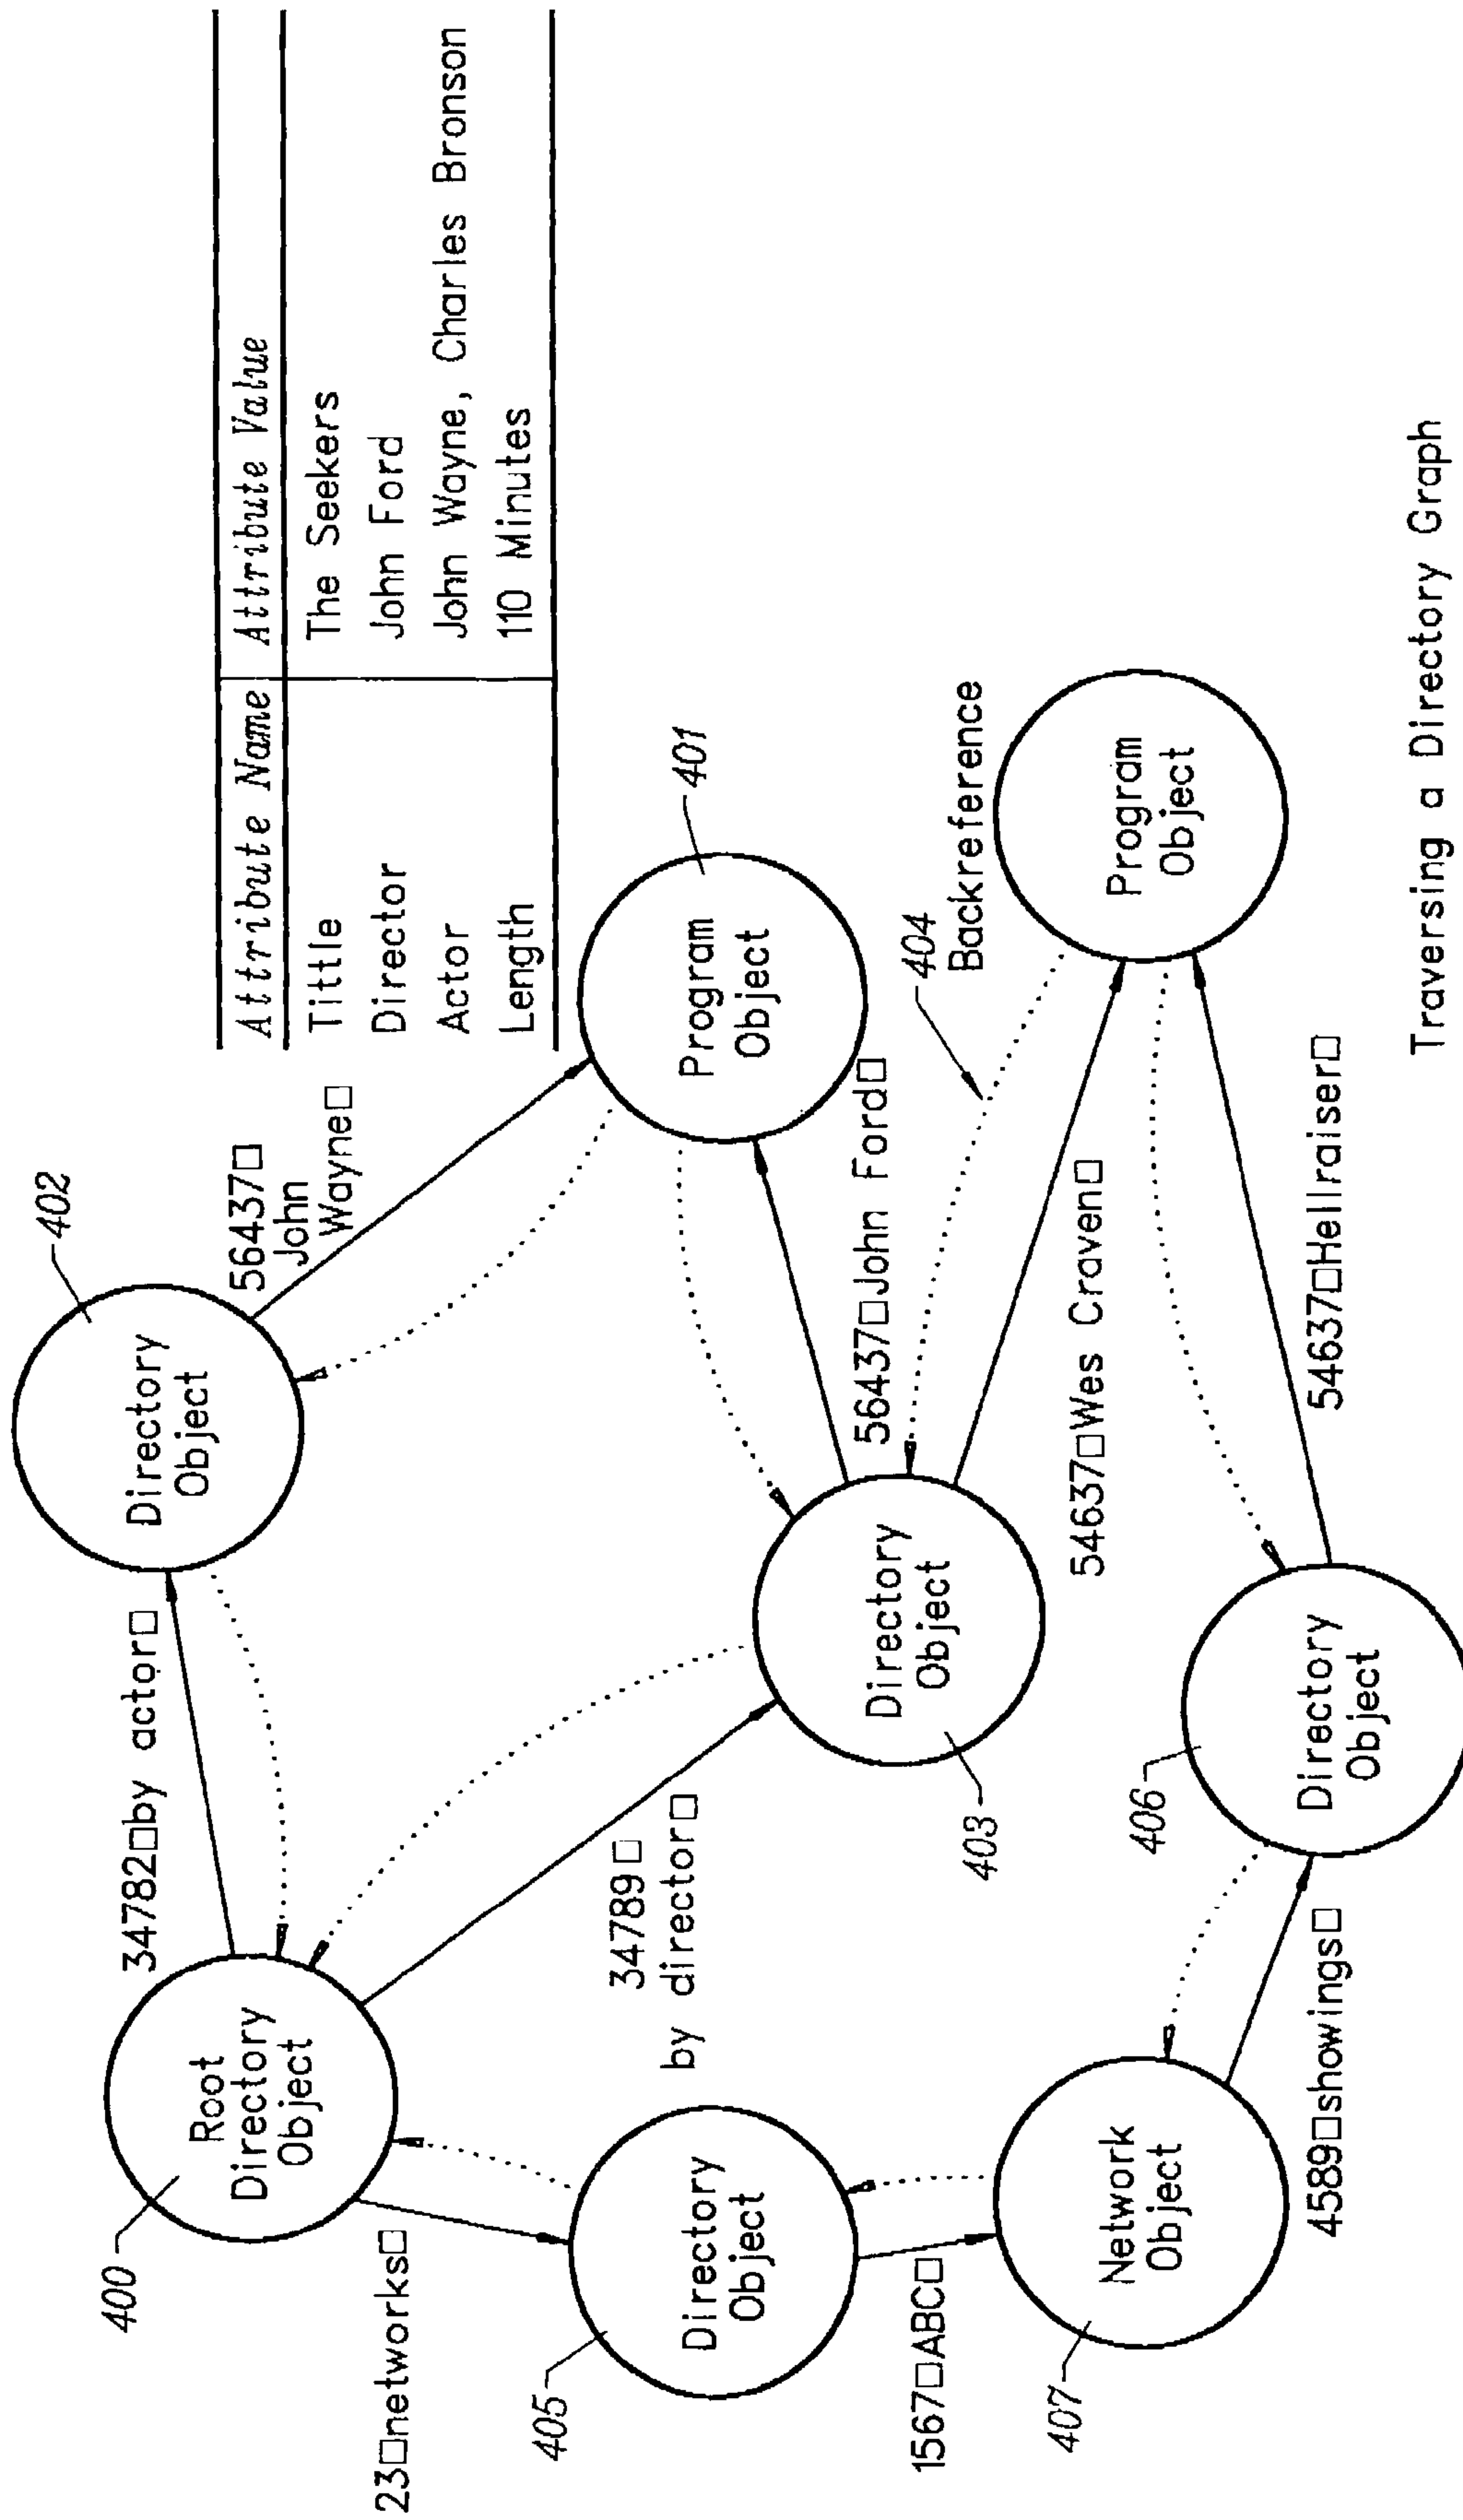 Attribute Name Attribute Value
Tittle The Seekers
Director John Ford
Actor John Wayne, Charles Bronson
Length 110 Minutes
402
34782□by actor□
Directory
Object
56437□
John
Wayne□
400
Root
Directory
Object
23□networks□
34789□
by director□
401
Program
Object
405
Directory
Object
403
Directory
Object
56437□John Ford□
404
Backreference
1567□ABC□
54637□Wes Craven□
Program
Object
407
Network
Object
406
Directory
Object
4589□showings□
54637□Hellraiser□
Traversing a Directory Graph